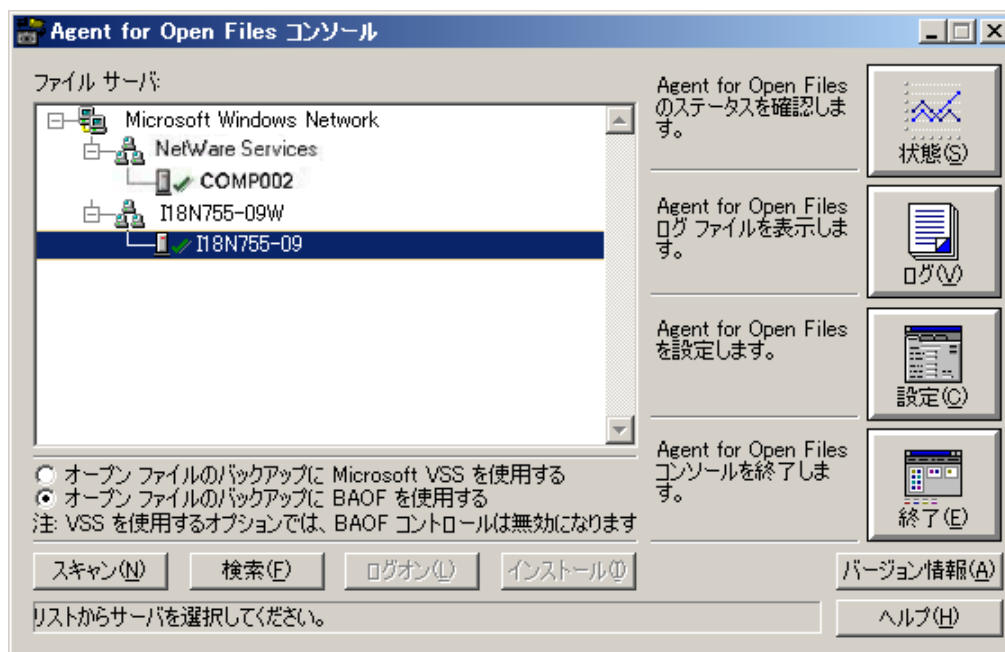 Agent for Open Files コンソール
ファイル サーバ:
Microsoft Windows Network
NetWare Services
COMP002
I18N755-09W
I18N755-09
オープン ファイルのバックアップに Microsoft VSS を使用する
オープン ファイルのバックアップに BAOF を使用する
注: VSS を使用するオプションでは、BAOF コントロールは無効になります
スキャン(N)
検索(F)
ログオン(L)
インストール(I)
リストからサーバを選択してください。
Agent for Open Files
のステータスを確認しま
す。
状態(S)
Agent for Open Files
ログ ファイルを表示しま
す。
ログ(V)
Agent for Open Files
を設定します。
設定(C)
Agent for Open Files
コンソールを終了しま
す。
終了(E)
バージョン情報(A)
ヘルプ(H)